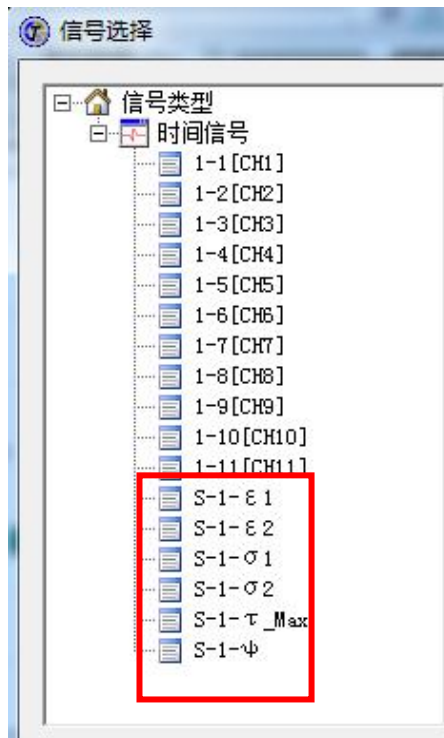 信号选择
信号类型
时间信号
1-1[CH1]
1-2[CH2]
1-3[CH3]
1-4[CH4]
1-5[CH5]
1-6[CH6]
1-7[CH7]
1-8[CH8]
1-9[CH9]
1-10[CH10]
1-11[CH11]
S-1-ε1
S-1-ε2
S-1-σ1
S-1-σ2
S-1-τ_Max
S-1-ψ